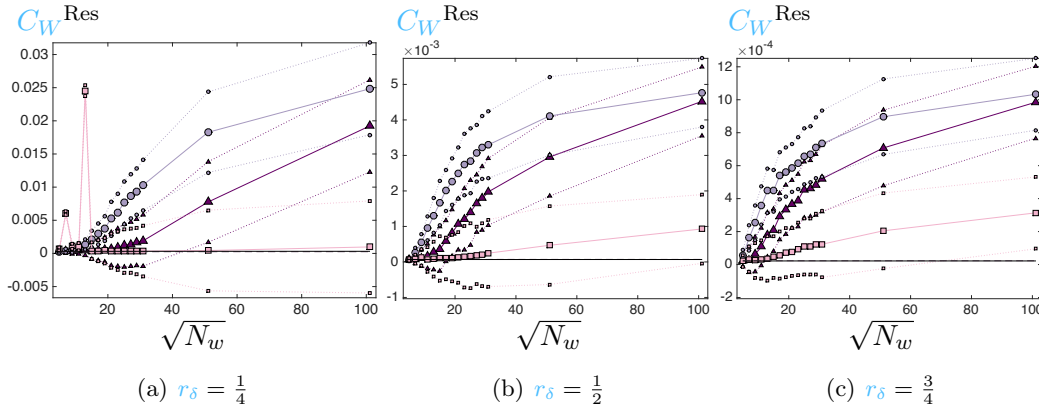 C_W^Res
0.03
0.025
0.02
0.015
0.01
0.005
0
-0.005
20 40 60 80 100
√N_w
(a) r_δ = 1/4
C_W^Res
×10^-3
5
4
3
2
1
0
-1
20 40 60 80 100
√N_w
(b) r_δ = 1/2
C_W^Res
×10^-4
12
10
8
6
4
2
0
-2
20 40 60 80 100
√N_w
(c) r_δ = 3/4